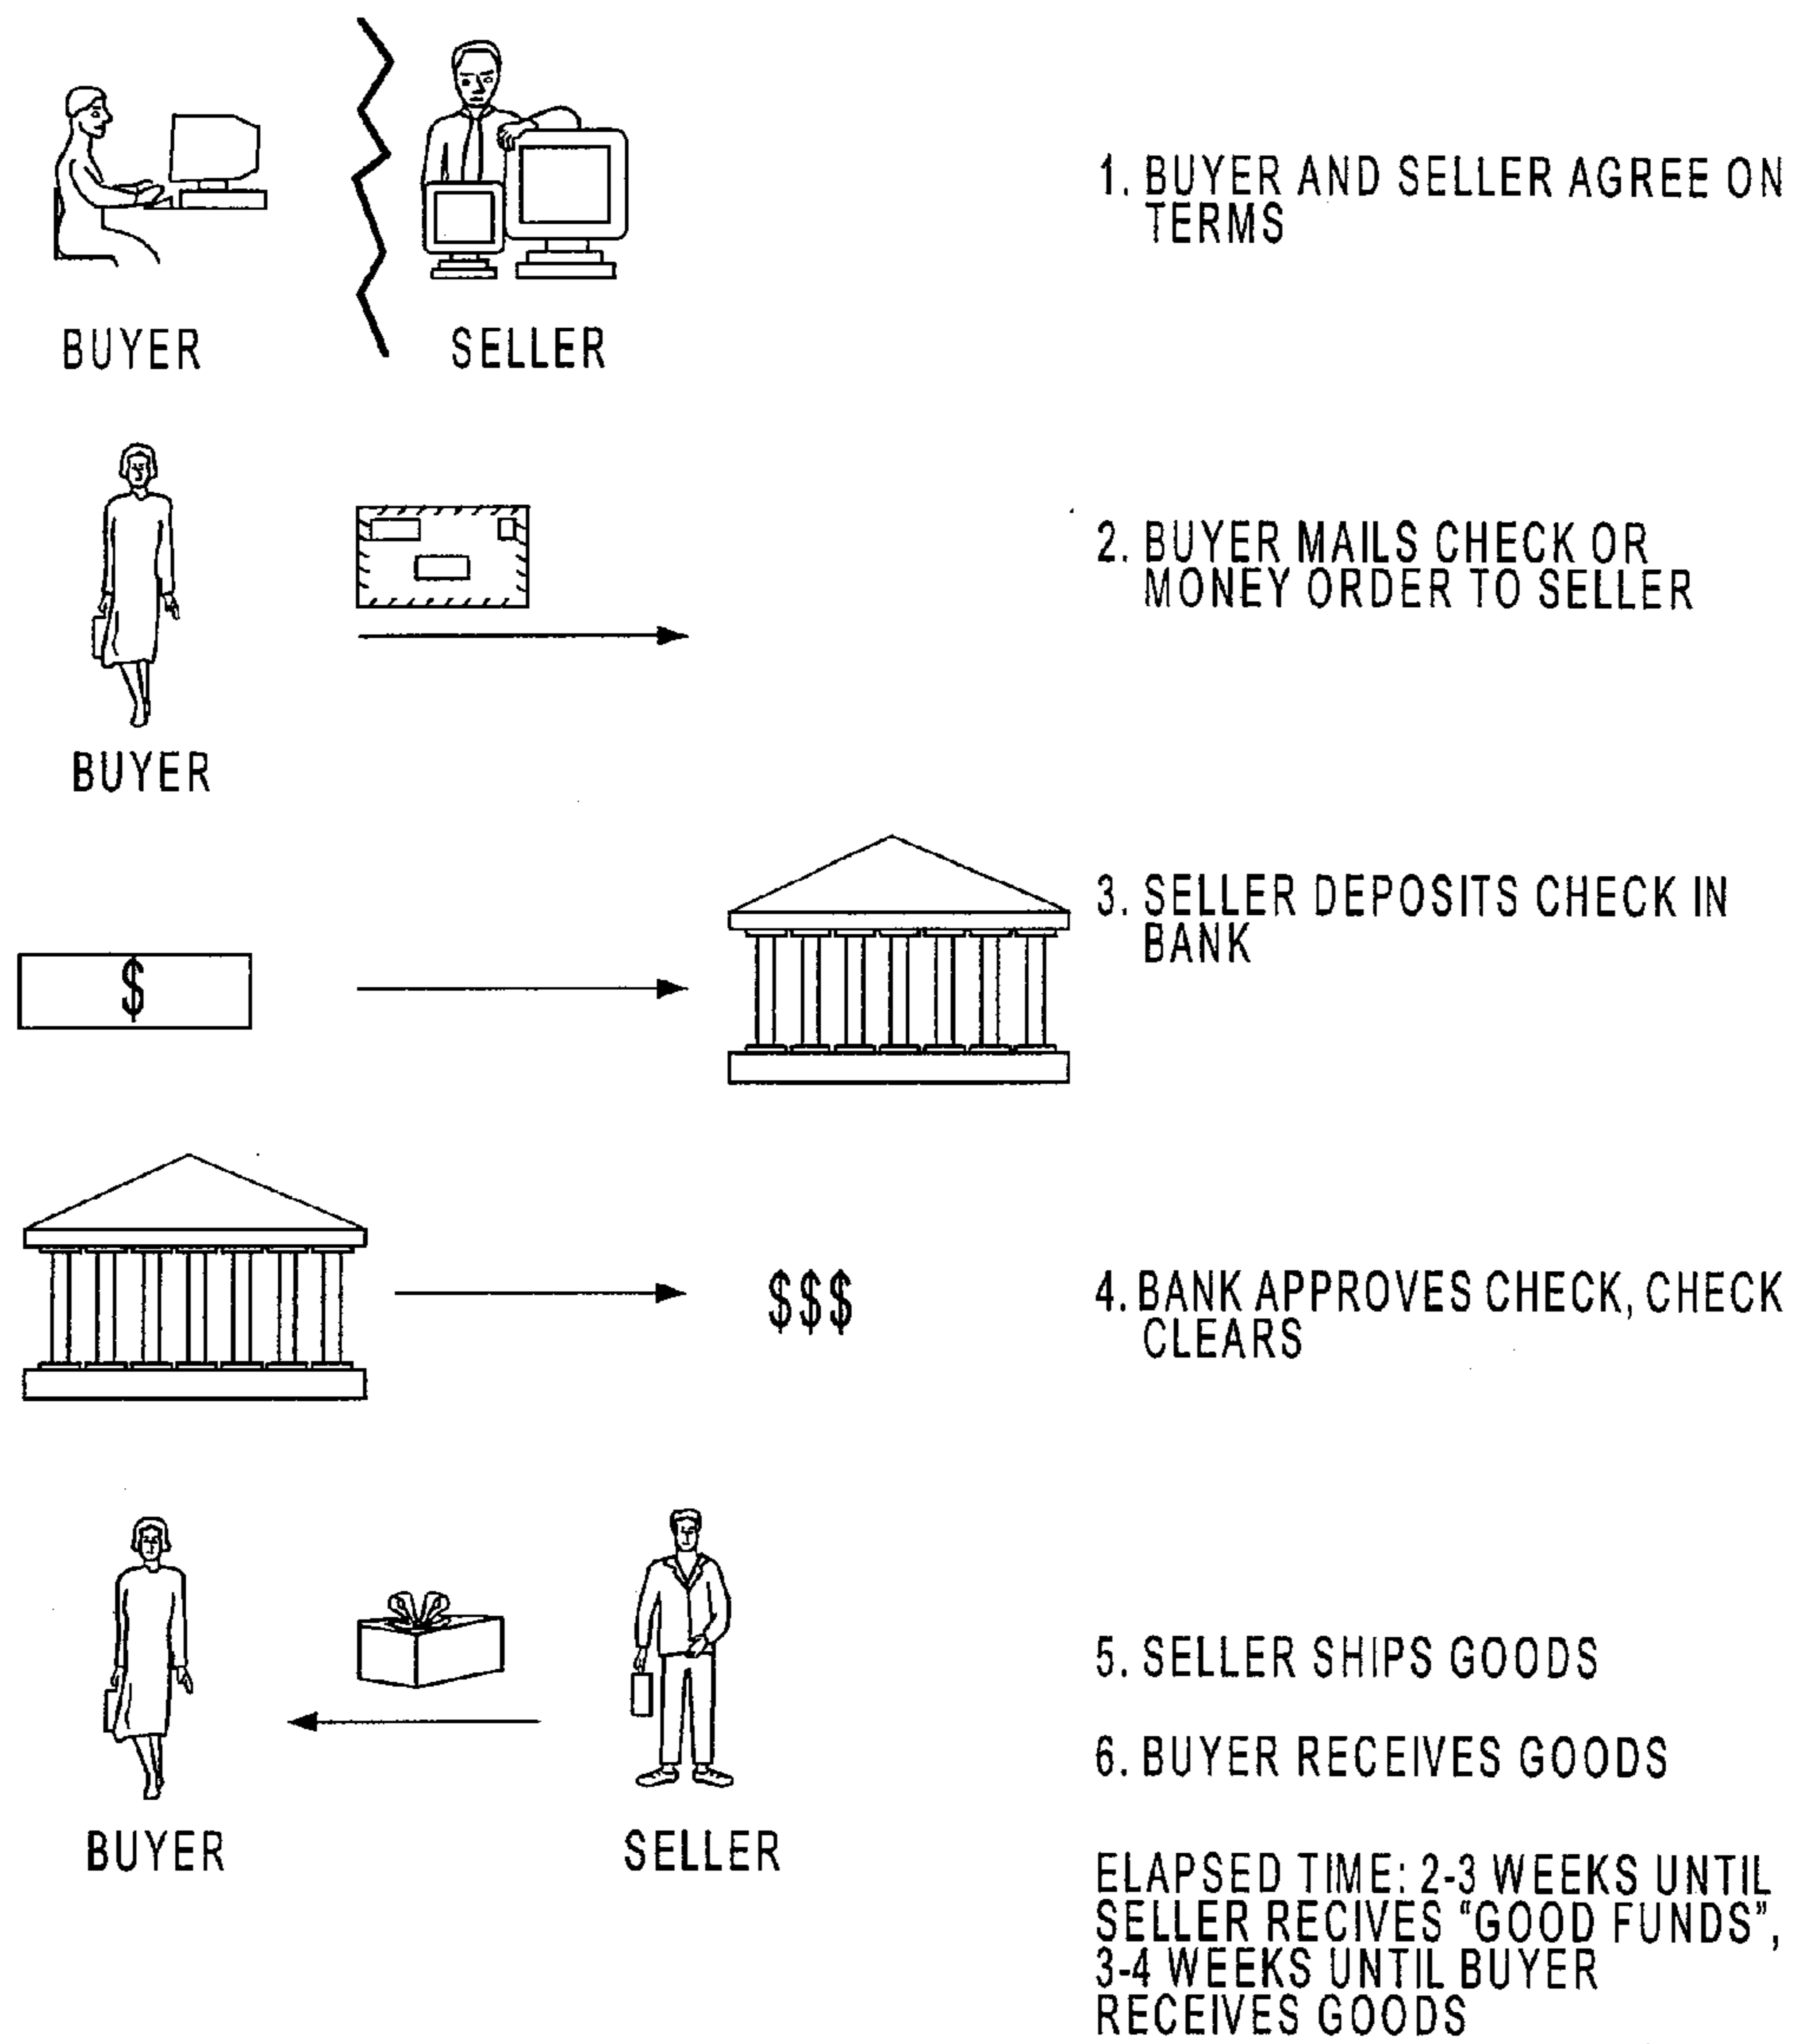 1. BUYER AND SELLER AGREE ON
TERMS
BUYER
SELLER
2. BUYER MAILS CHECK OR
MONEY ORDER TO SELLER
BUYER
3. SELLER DEPOSITS CHECK IN
BANK
$
4. BANK APPROVES CHECK, CHECK
CLEARS
$$$
5. SELLER SHIPS GOODS
6. BUYER RECEIVES GOODS
BUYER
SELLER
ELAPSED TIME: 2-3 WEEKS UNTIL
SELLER RECIVES “GOOD FUNDS”,
3-4 WEEKS UNTIL BUYER
RECEIVES GOODS